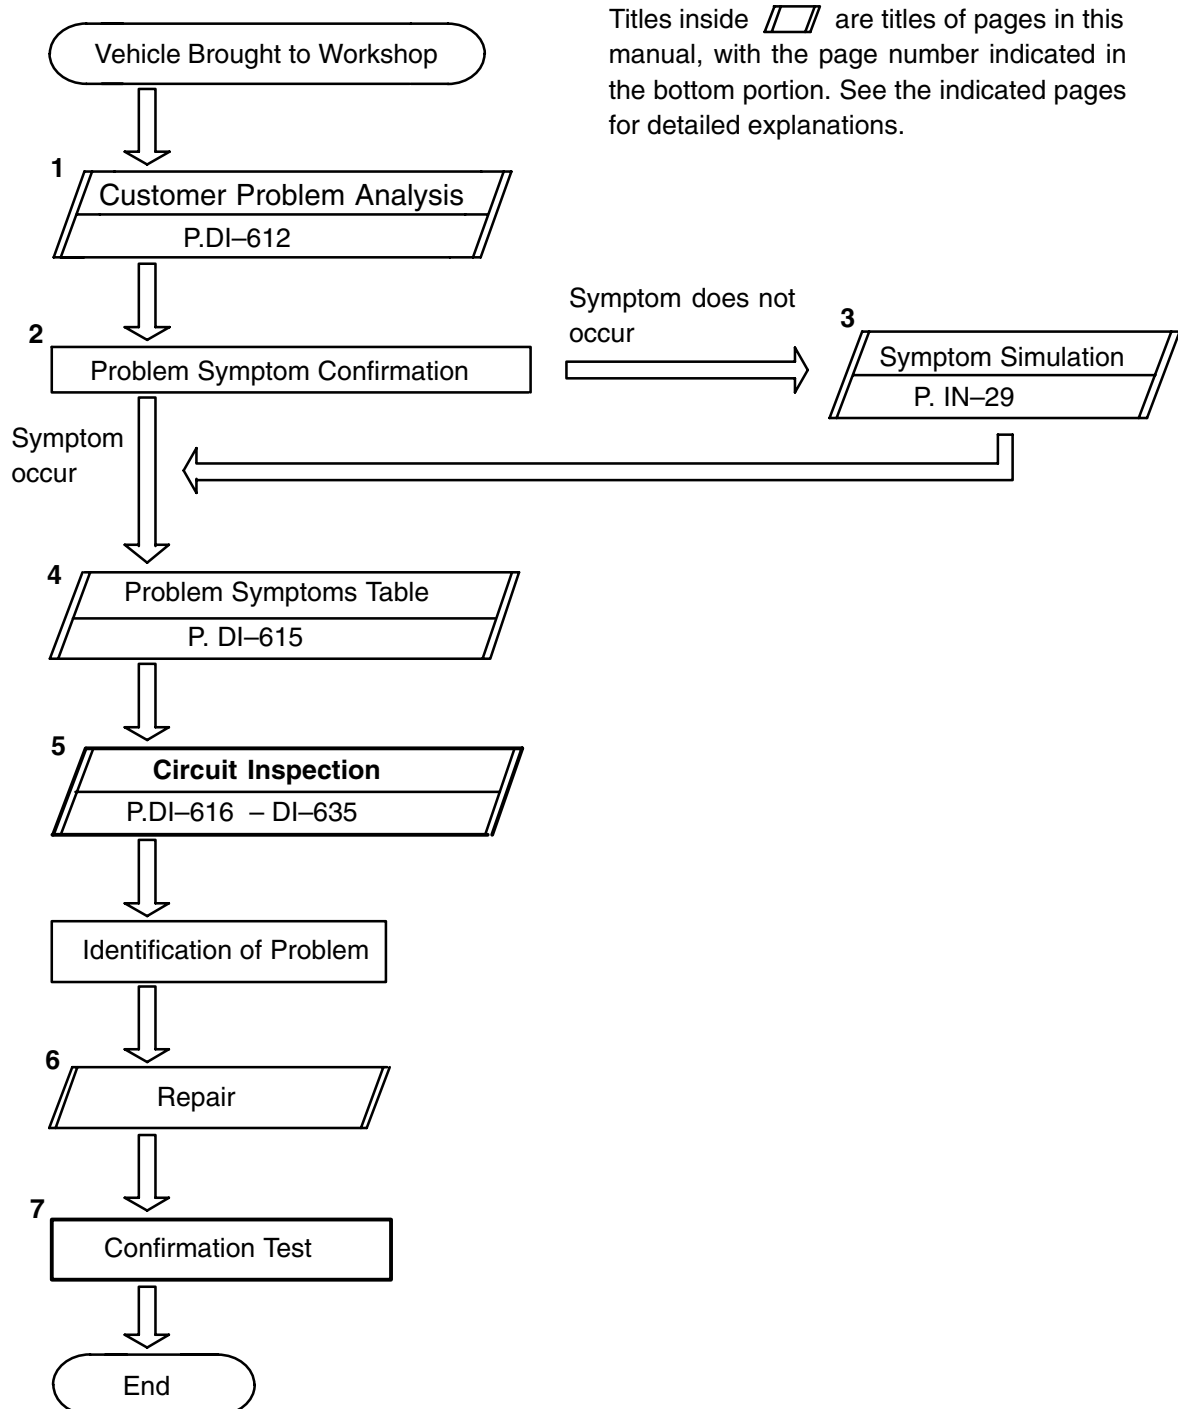 Titles inside are titles of pages in this
manual, with the page number indicated in
the bottom portion. See the indicated pages
for detailed explanations.
Vehicle Brought to Workshop
1
Customer Problem Analysis
P.DI–612
2
Problem Symptom Confirmation
Symptom does not
occur
3
Symptom Simulation
P. IN–29
Symptom
occur
4
Problem Symptoms Table
P. DI–615
5
Circuit Inspection
P.DI–616 – DI–635
Identification of Problem
6
Repair
7
Confirmation Test
End